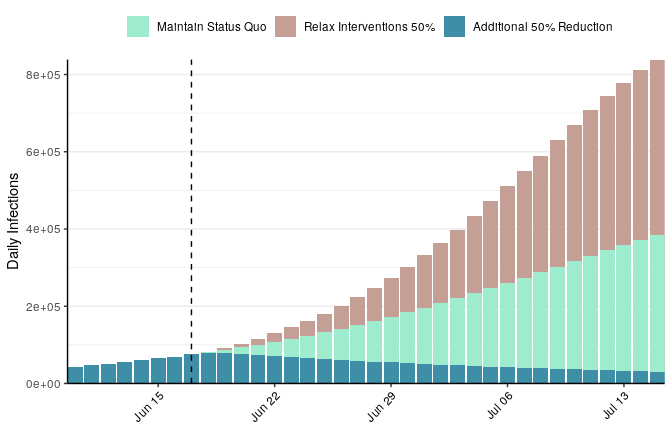 Maintain Status Quo Relax Interventions 50% Additional 50% Reduction
8e+05
6e+05
4e+05
2e+05
0e+00
Daily Infections
Jun 15 Jun 22 Jun 29 Jul 06 Jul 13